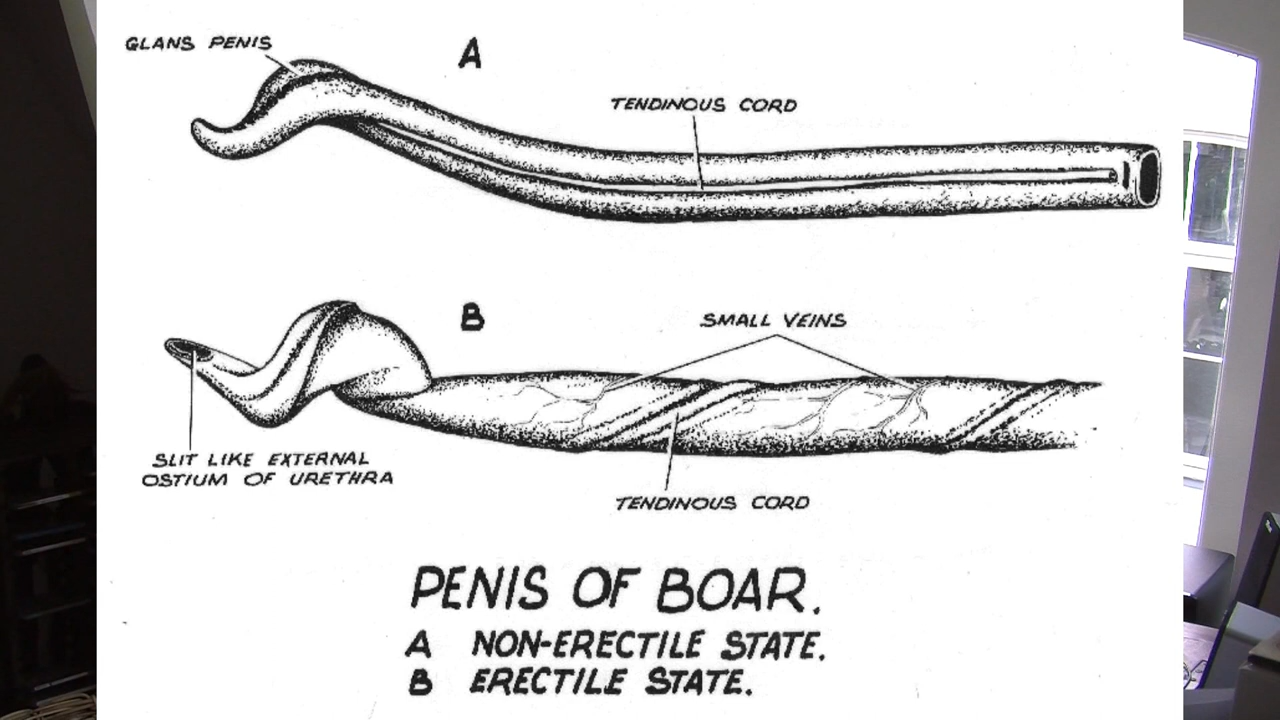 GLANS PENIS
A
TENDINOUS CORD
B
SMALL VEINS
SLIT LIKE EXTERNAL
OSTIUM OF URETHRA
TENDINOUS CORD
PENIS OF BOAR.
A NON-ERECTILE STATE.
B ERECTILE STATE.